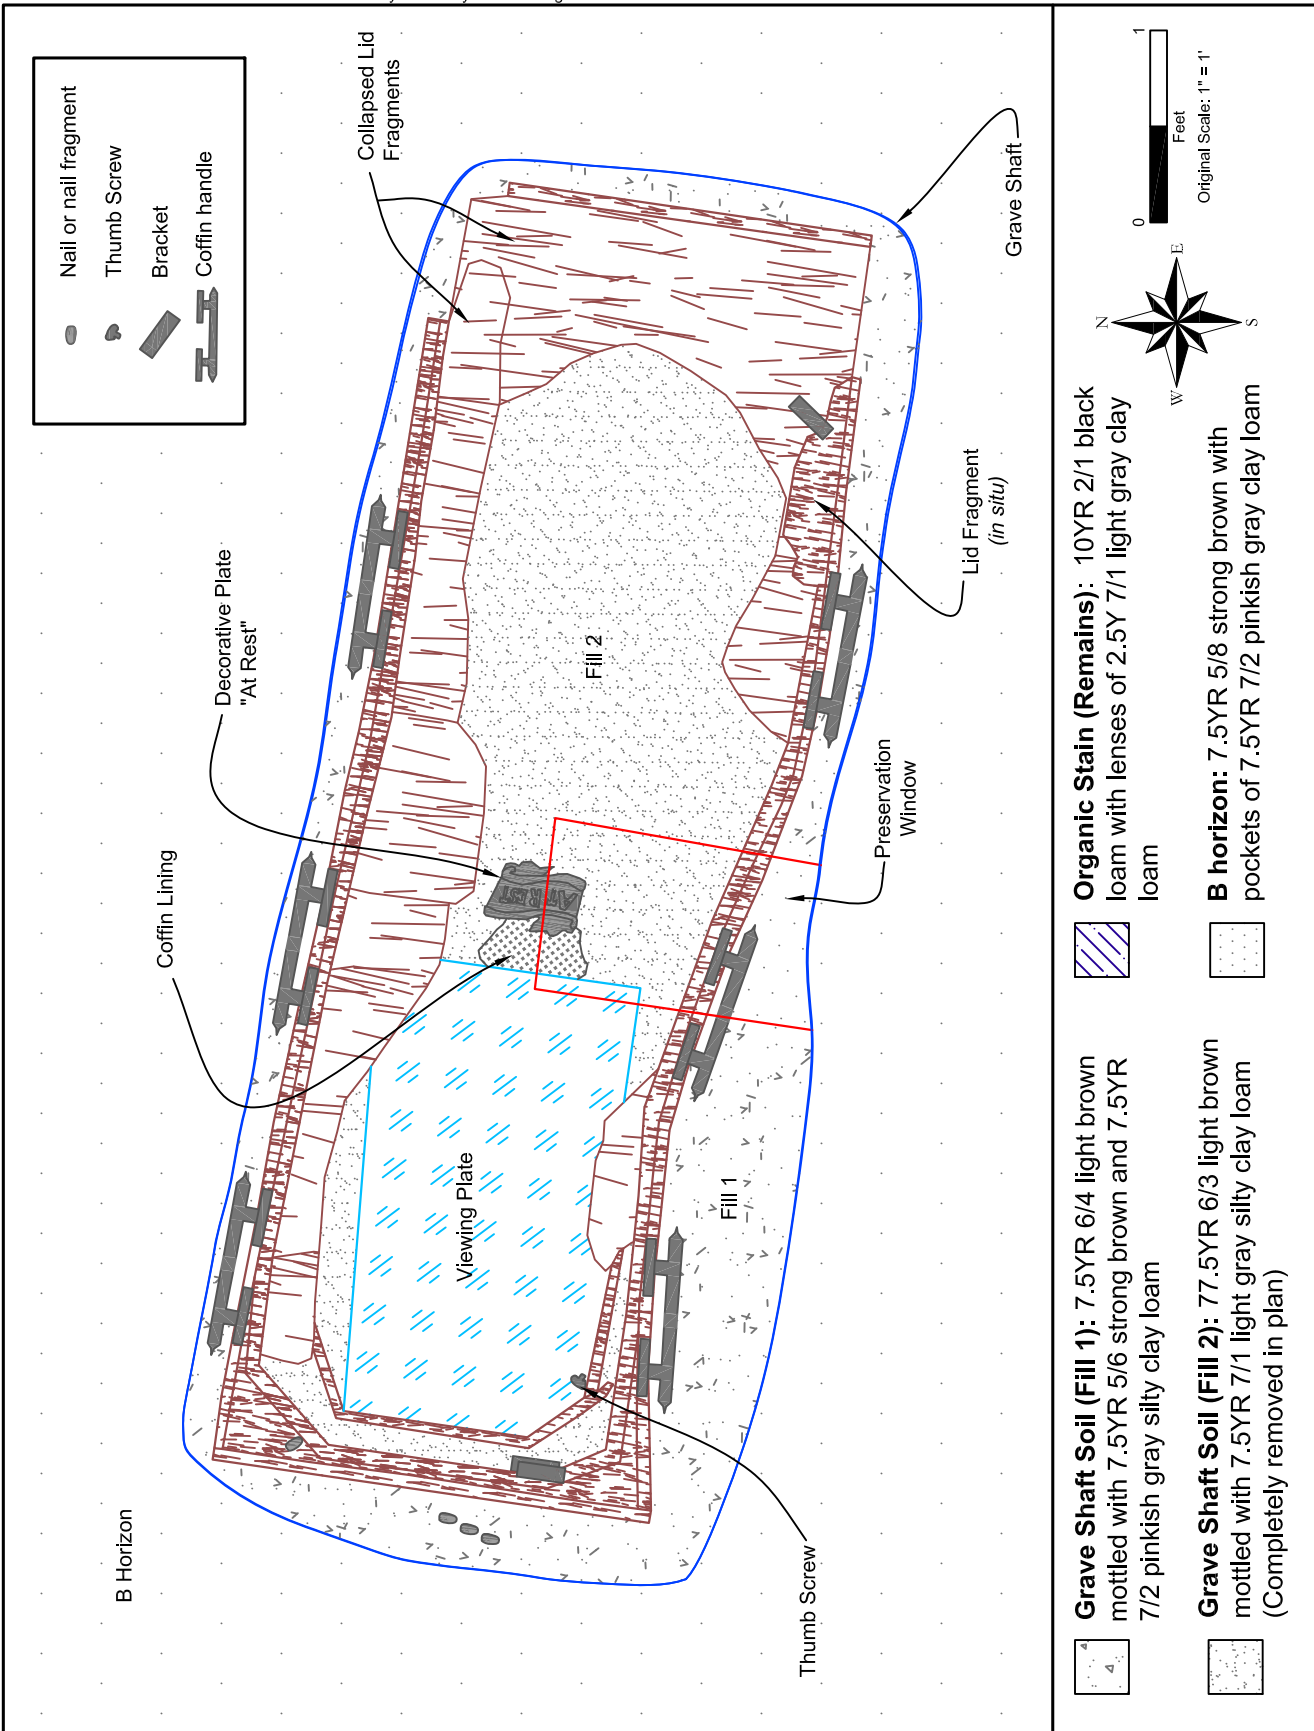 Nail or nail fragment
Thumb Screw
Bracket
Coffin handle
Collapsed Lid
Fragments
Decorative Plate
"At Rest"
Coffin Lining
B Horizon
Grave Shaft
Lid Fragment
(in situ)
Preservation
Window
Fill 2
AT REST
Viewing Plate
Fill 1
Thumb Screw
Grave Shaft Soil (Fill 1): 7.5YR 6/4 light brown
mottled with 7.5YR 5/6 strong brown and 7.5YR
7/2 pinkish gray silty clay loam
Grave Shaft Soil (Fill 2): 77.5YR 6/3 light brown
mottled with 7.5YR 7/1 light gray silty clay loam
(Completely removed in plan)
Organic Stain (Remains): 10YR 2/1 black
loam with lenses of 2.5Y 7/1 light gray clay
loam
B horizon: 7.5YR 5/8 strong brown with
pockets of 7.5YR 7/2 pinkish gray clay loam
N
W
E
S
0
1
Feet
Original Scale: 1" = 1'